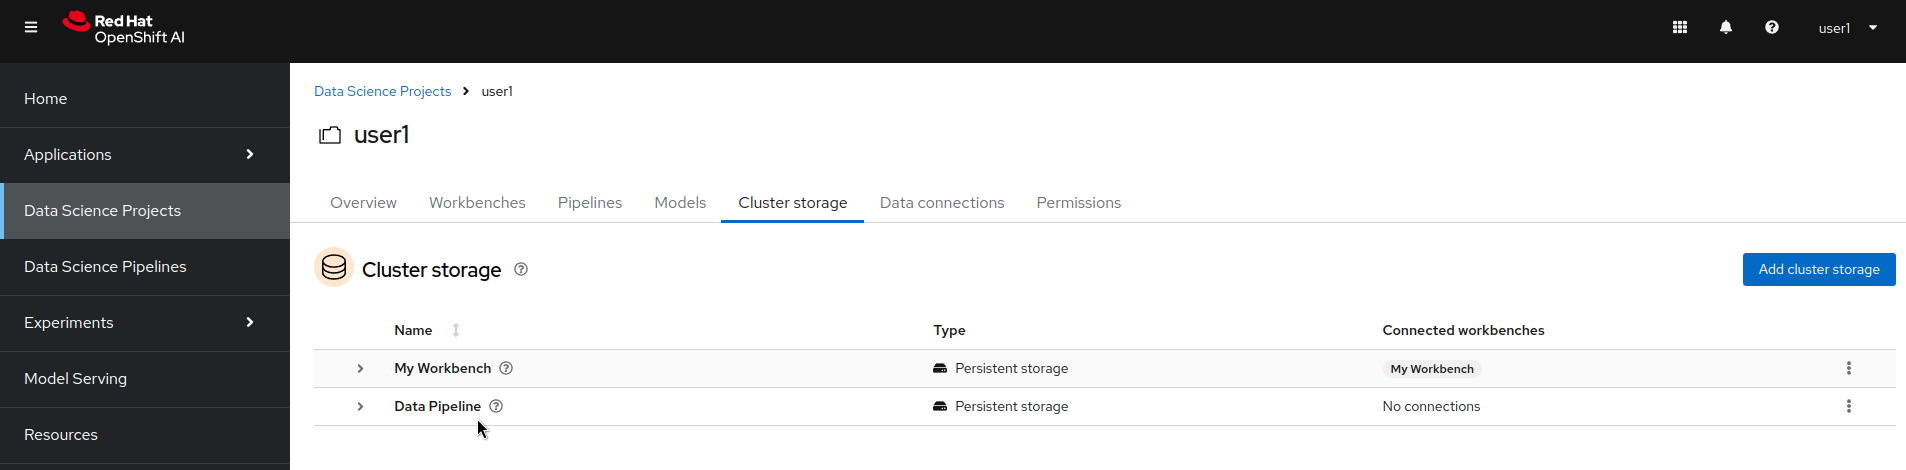 Red Hat
OpenShift AI
user1
Home
Applications
Data Science Projects
Data Science Pipelines
Experiments
Model Serving
Resources
Data Science Projects > user1
user1
Overview Workbenches Pipelines Models Cluster storage Data connections Permissions
Cluster storage
Add cluster storage
Name Type Connected workbenches
My Workbench Persistent storage My Workbench
Data Pipeline Persistent storage No connections